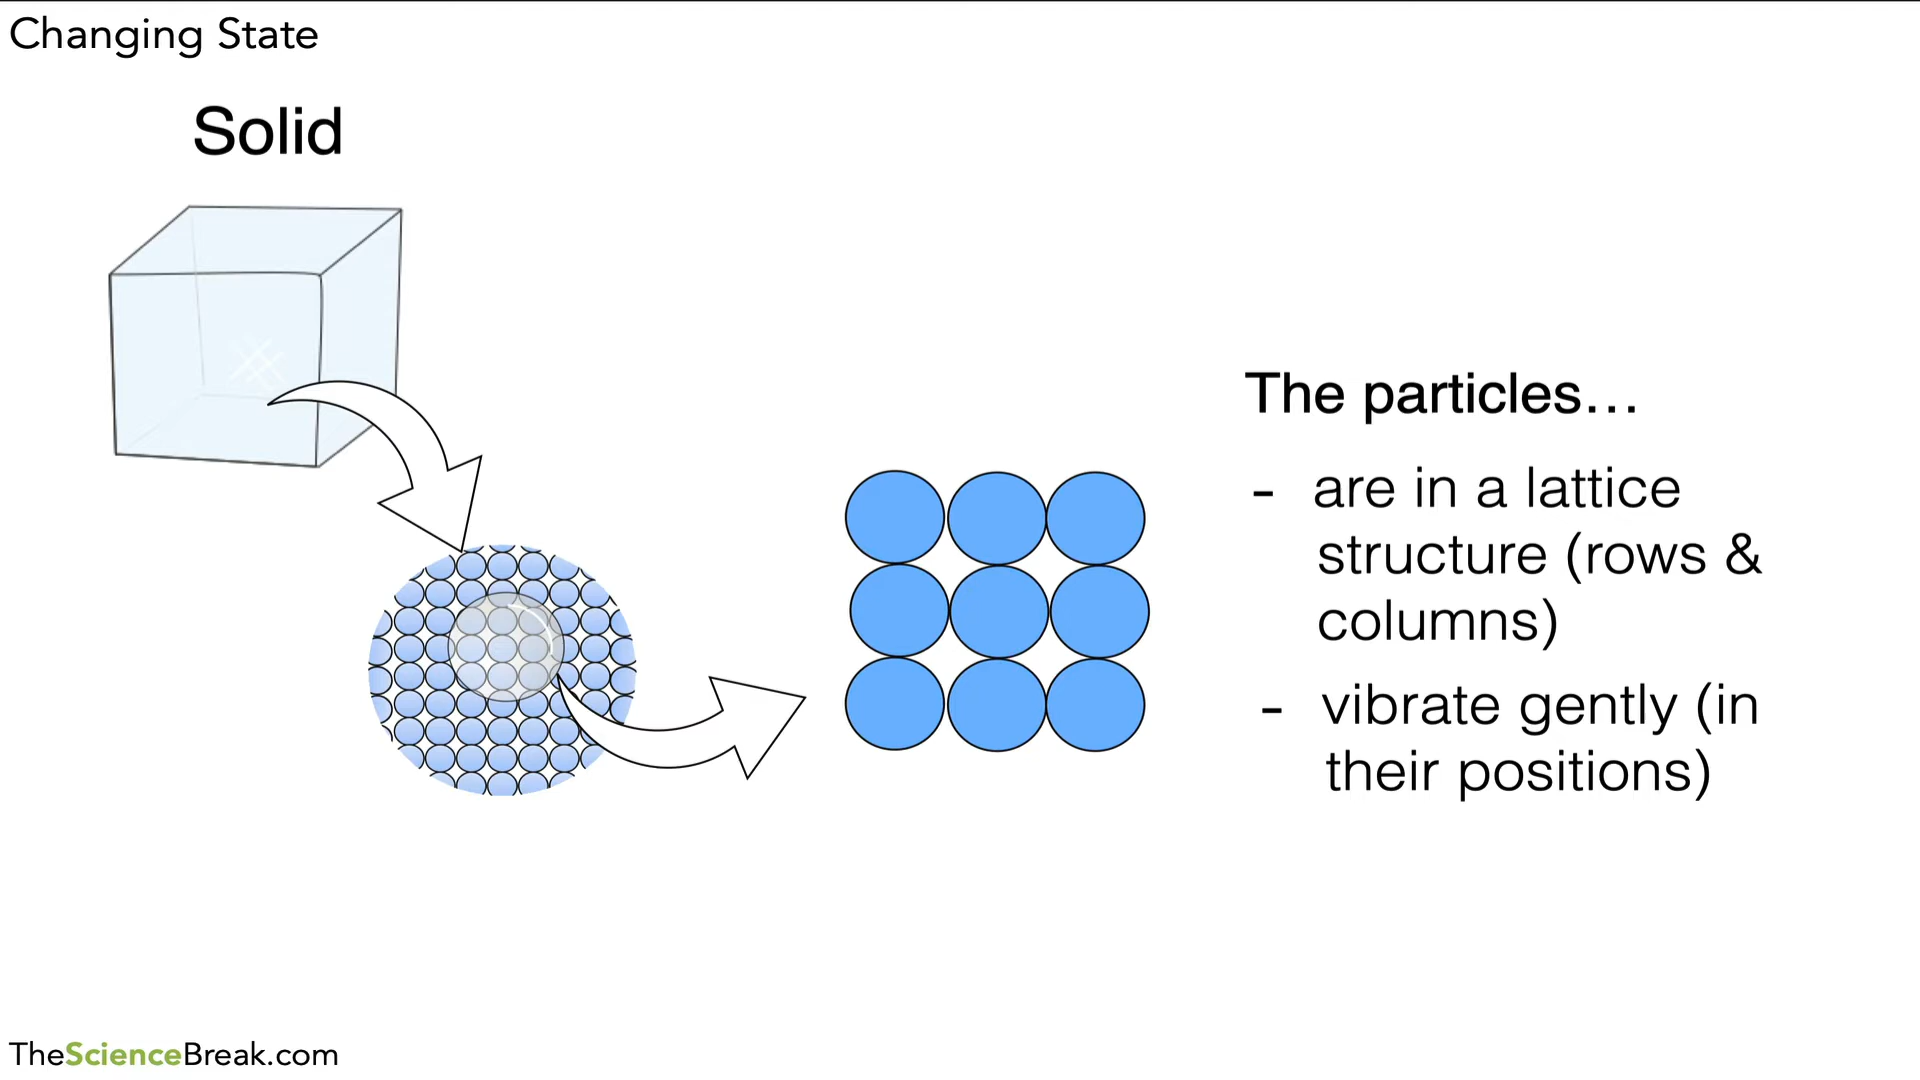 Changing State
Solid
The particles…
- are in a lattice
structure (rows &
columns)
- vibrate gently (in
their positions)
TheScienceBreak.com